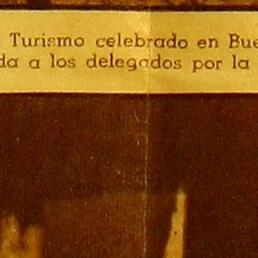 Turismo celebrado en Bue
da a los delegados por la